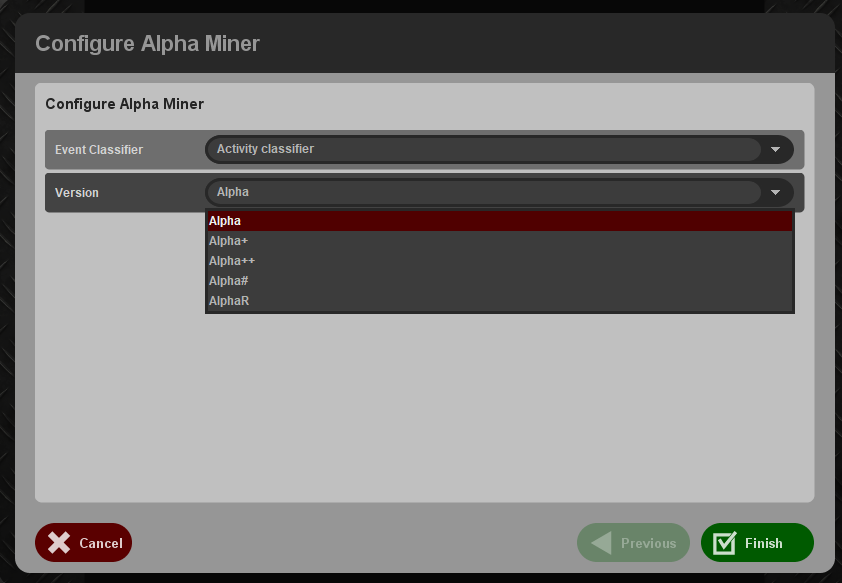 Configure Alpha Miner
Configure Alpha Miner
Event Classifier Activity classifier
Version Alpha
Alpha
Alpha+
Alpha++
Alpha#
AlphaR
Cancel Previous Finish